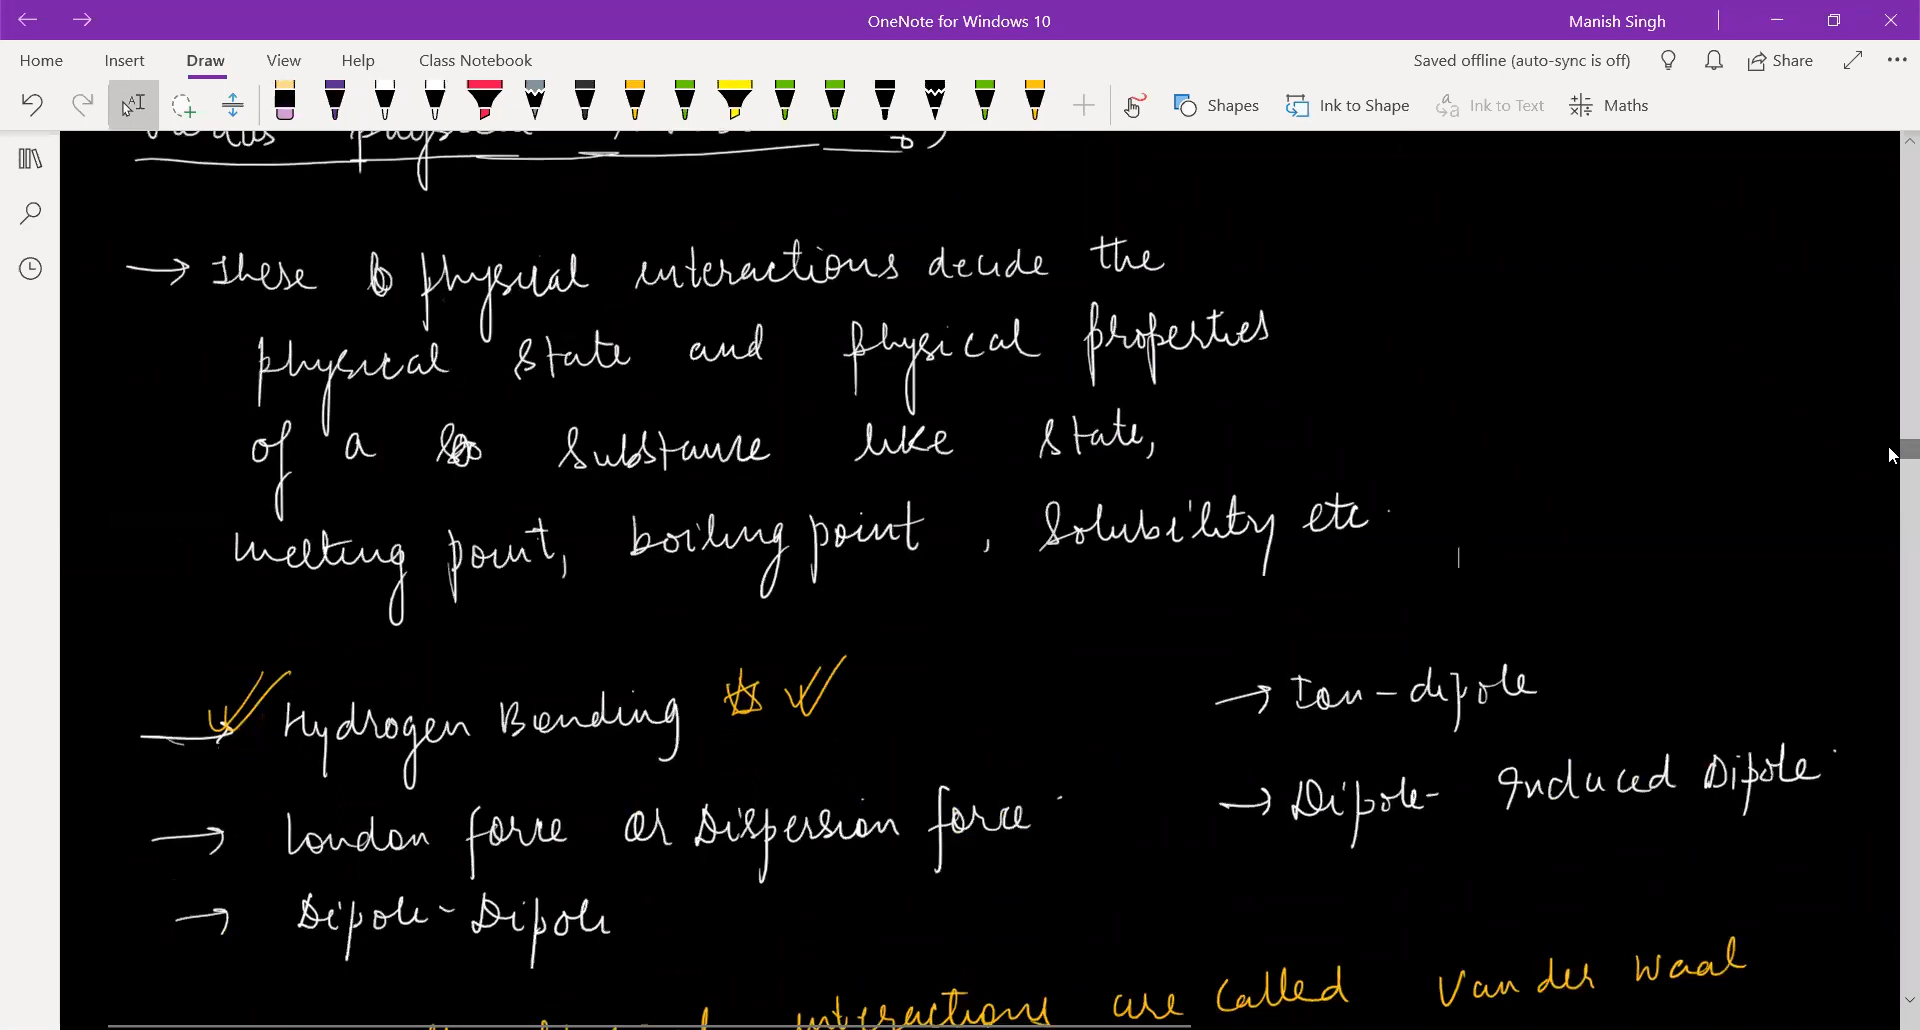 OneNote for Windows 10
Manish Singh
Home Insert Draw View Help Class Notebook
Saved offline (auto-sync is off) Share
Shapes Ink to Shape Ink to Text Maths
physical
→ These physical interactions decide the
physical state and physical properties
of a substance like state,
melting point, boiling point, solubility etc.
→ Hydrogen Bonding
→ London force or Dispersion force.
→ Dipole-Dipole
→ Ion-dipole
→ Dipole- Induced Dipole.
interactions are called Van der Waal